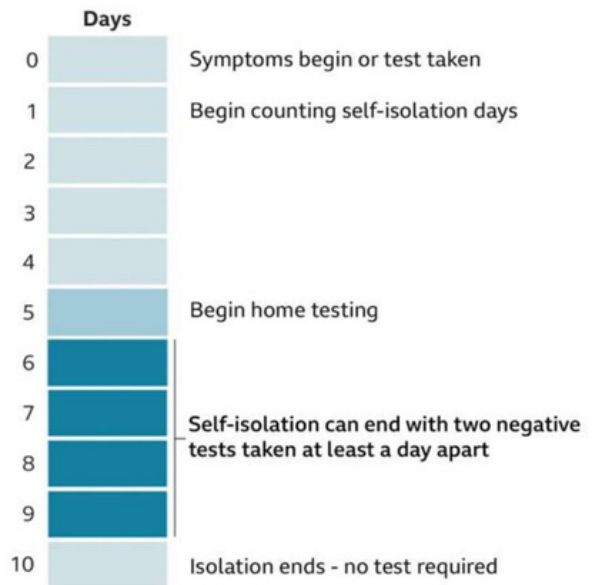 Days
0 Symptoms begin or test taken
1 Begin counting self-isolation days
2
3
4
5 Begin home testing
6
7
Self-isolation can end with two negative
tests taken at least a day apart
8
9
10 Isolation ends - no test required